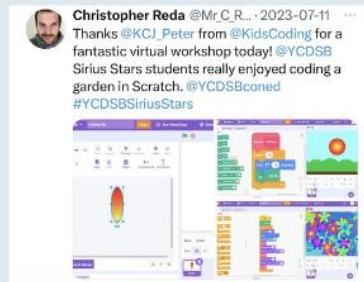 Christopher Reda @Mr_C_R... · 2023-07-11
Thanks @KCJ_Peter from @KidsCoding for a
fantastic virtual workshop today! @YCDSB
Sirius Stars students really enjoyed coding a
garden in Scratch. @YCDSBconed
#YCDSBSiriusStars